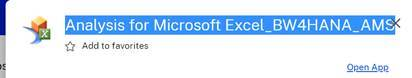 Analysis for Microsoft Excel_BW4HANA_AMS
Add to favorites
Open App